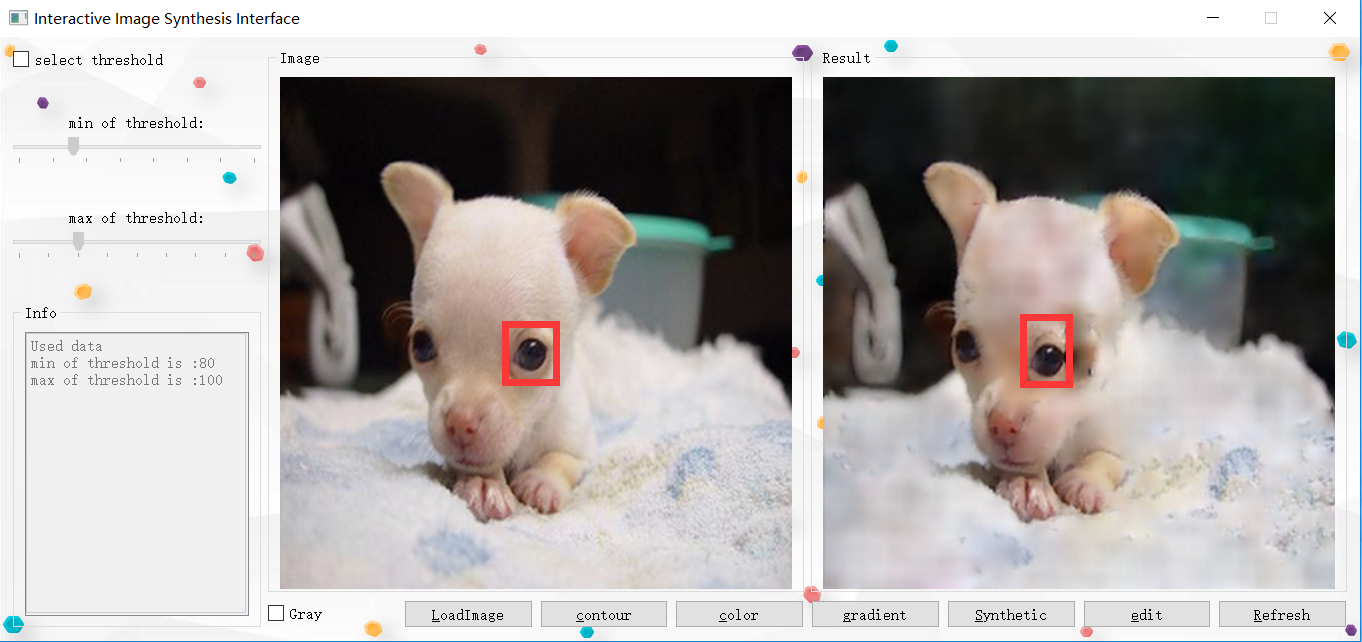 Interactive Image Synthesis Interface
select threshold
min of threshold:
max of threshold:
Info
Used data
min of threshold is :80
max of threshold is :100
Image
Result
Gray
LoadImage
contour
color
gradient
Synthetic
edit
Refresh